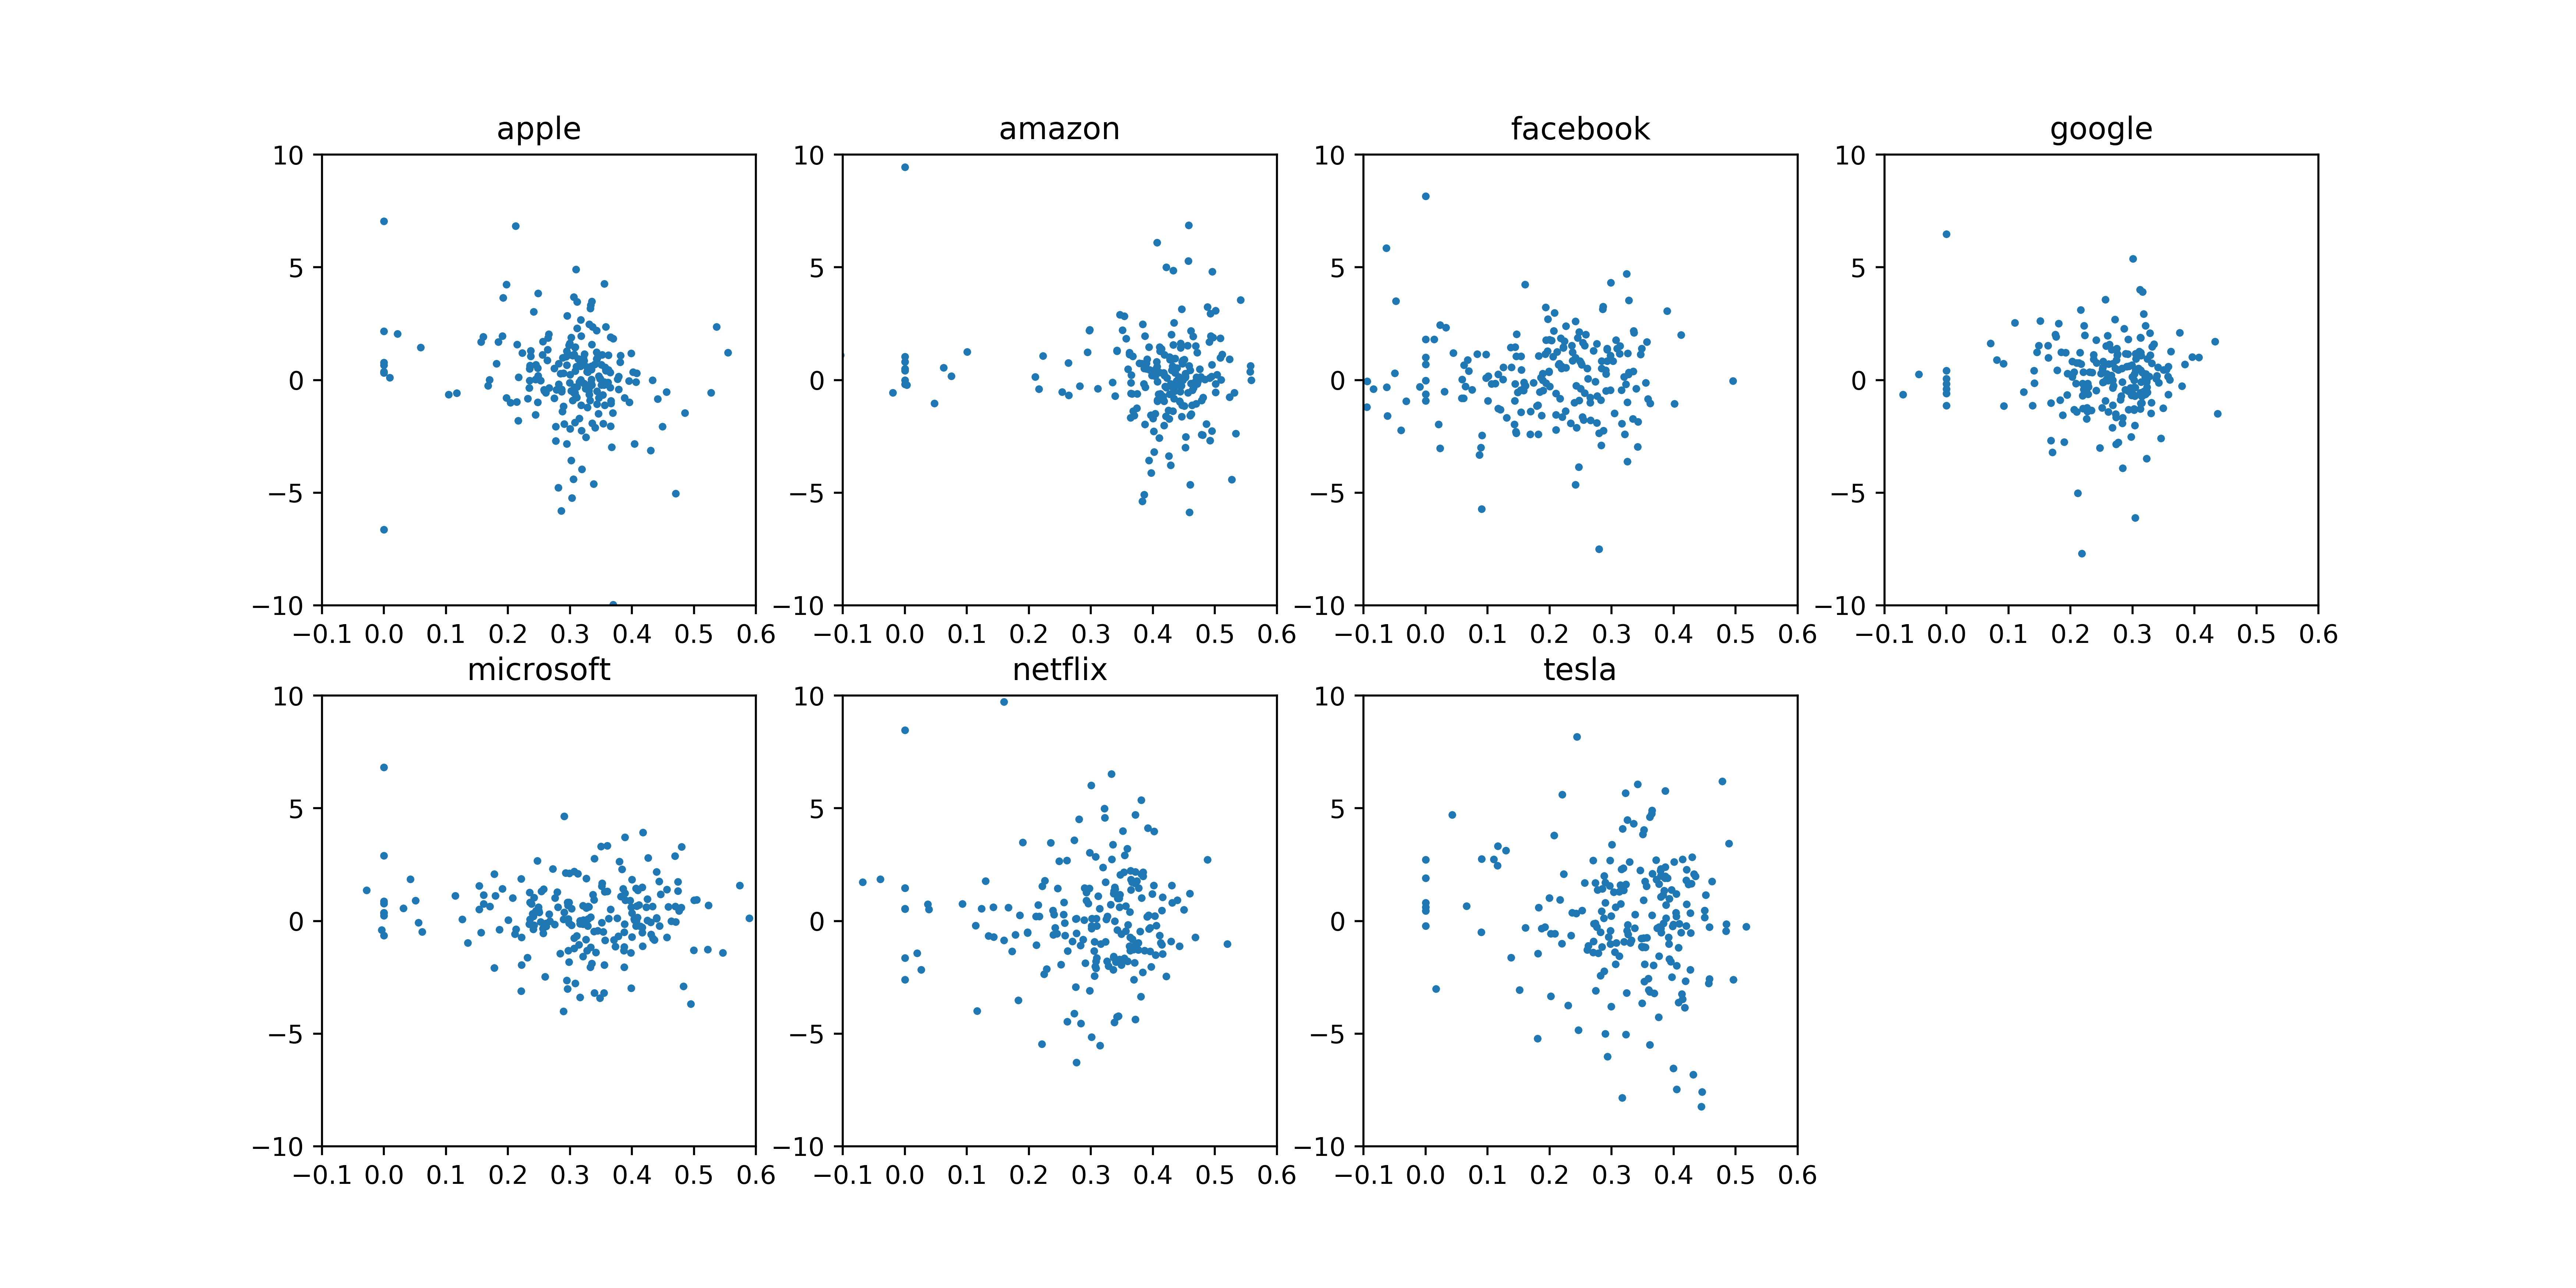 apple amazon facebook google
10 10 10 10
5 5 5 5
0 0 0 0
−5 −5 −5 −5
−10 −10 −10 −10
−0.1 0.0 0.1 0.2 0.3 0.4 0.5 0.6 −0.1 0.0 0.1 0.2 0.3 0.4 0.5 0.6 −0.1 0.0 0.1 0.2 0.3 0.4 0.5 0.6 −0.1 0.0 0.1 0.2 0.3 0.4 0.5 0.6
microsoft netflix tesla
10 10 10
5 5 5
0 0 0
−5 −5 −5
−10 −10 −10
−0.1 0.0 0.1 0.2 0.3 0.4 0.5 0.6 −0.1 0.0 0.1 0.2 0.3 0.4 0.5 0.6 −0.1 0.0 0.1 0.2 0.3 0.4 0.5 0.6